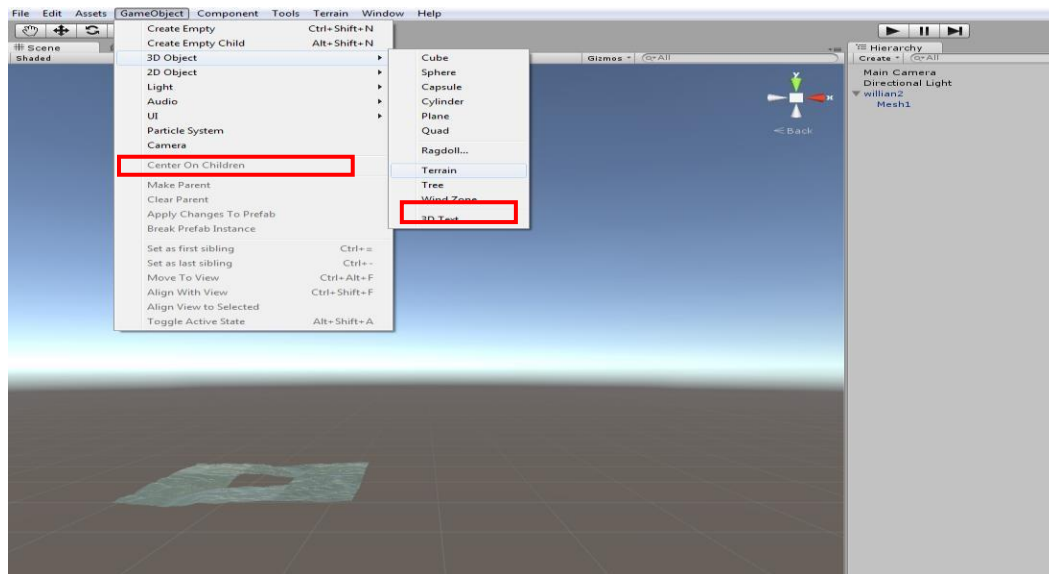 File Edit Assets GameObject Component Tools Terrain Window Help
Scene
Shaded
Gizmos
All
Create Empty Ctrl+Shift+N
Create Empty Child Alt+Shift+N
3D Object
2D Object
Light
Audio
UI
Particle System
Camera
Center On Children
Make Parent
Clear Parent
Apply Changes To Prefab
Break Prefab Instance
Set as first sibling Ctrl+=
Set as last sibling Ctrl+-
Move To View Ctrl+Alt+F
Align With View Ctrl+Shift+F
Align View to Selected
Toggle Active State Alt+Shift+A
Cube
Sphere
Capsule
Cylinder
Plane
Quad
Ragdoll...
Terrain
Tree
Wind Zone
3D Text
y
x
Back
Hierarchy
Create All
Main Camera
Directional Light
willian2
Mesh1